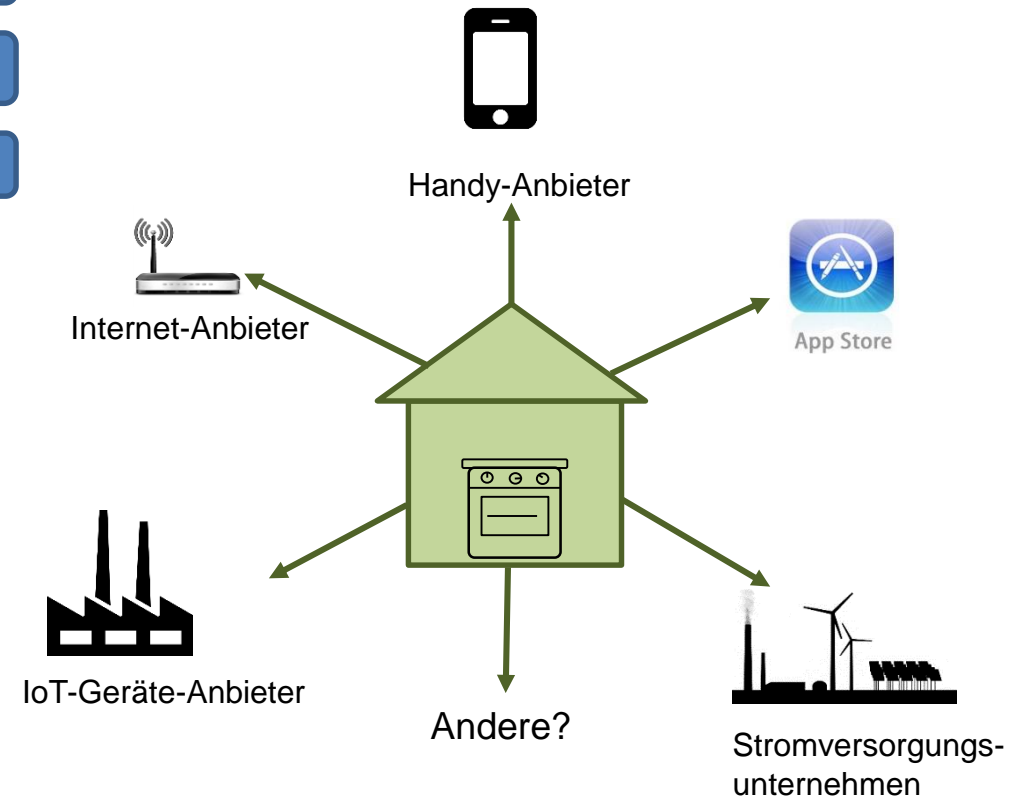 Handy-Anbieter
Internet-Anbieter
App Store
IoT-Geräte-Anbieter
Andere?
Stromversorgungs-
unternehmen